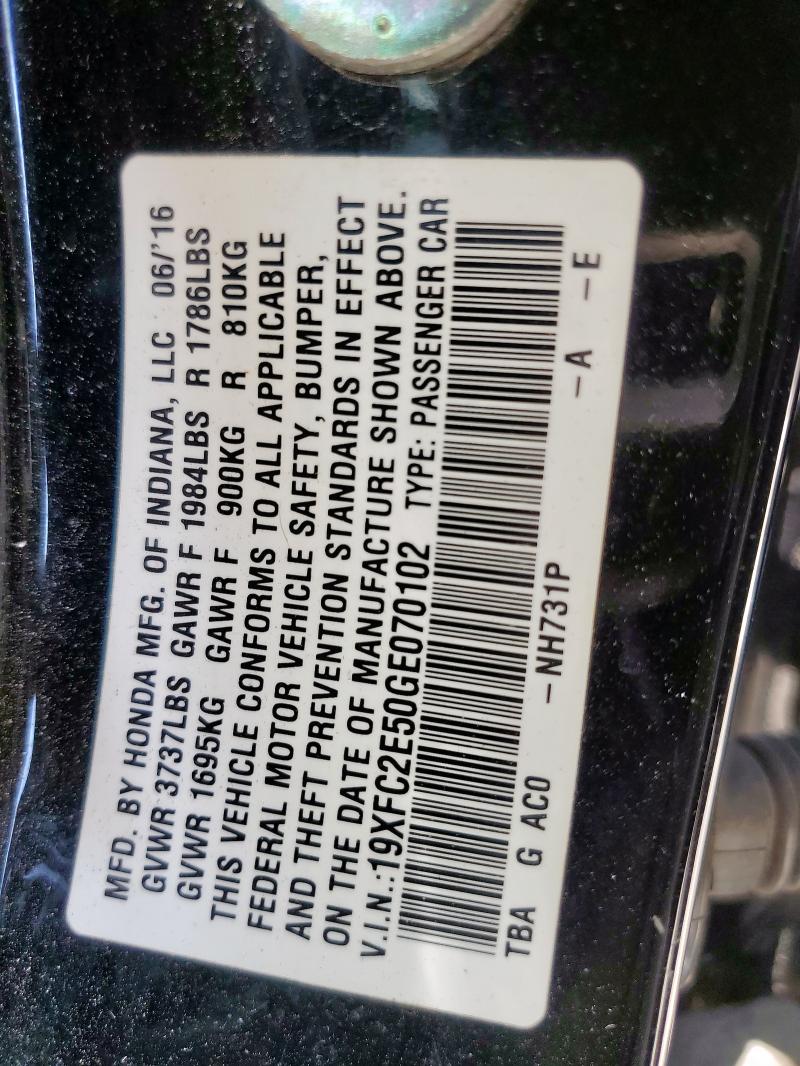 MFD. BY HONDA MFG. OF INDIANA, LLC 06/'16
GVWR 3737LBS GAWR F 1984LBS R 1786LBS
GVWR 1695KG GAWR F 900KG R 810KG
THIS VEHICLE CONFORMS TO ALL APPLICABLE
FEDERAL MOTOR VEHICLE SAFETY, BUMPER,
AND THEFT PREVENTION STANDARDS IN EFFECT
ON THE DATE OF MANUFACTURE SHOWN ABOVE.
V.I.N.:19XFC2E50GE070102 TYPE: PASSENGER CAR
TBA G AC0 -NH731P -A -E